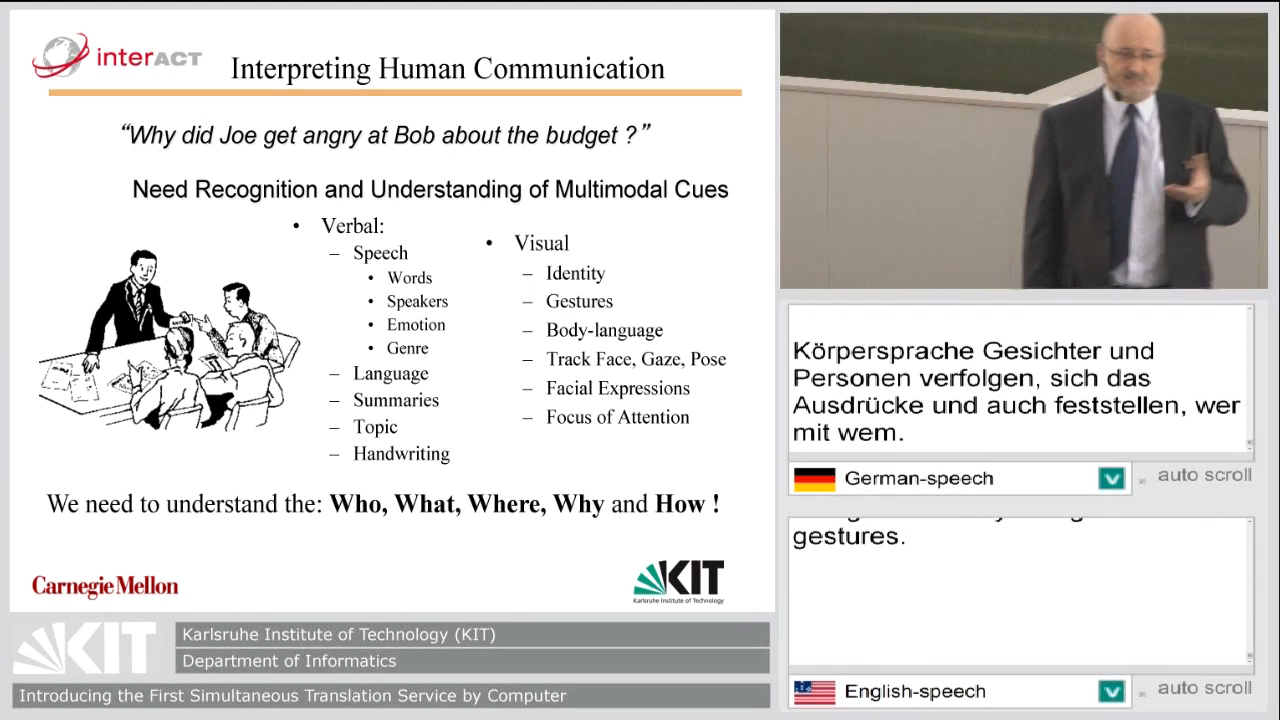 interACT
Interpreting Human Communication
“Why did Joe get angry at Bob about the budget ?”
Need Recognition and Understanding of Multimodal Cues
• Verbal:
– Speech
• Words
• Speakers
• Emotion
• Genre
– Language
– Summaries
– Topic
– Handwriting
• Visual
– Identity
– Gestures
– Body-language
– Track Face, Gaze, Pose
– Facial Expressions
– Focus of Attention
We need to understand the: Who, What, Where, Why and How !
Carnegie Mellon
KIT
Karlsruhe Institute of Technology
KIT
Karlsruhe Institute of Technology (KIT)
Department of Informatics
Introducing the First Simultaneous Translation Service by Computer
Körpersprache Gesichter und
Personen verfolgen, sich das
Ausdrücke und auch feststellen, wer
mit wem.
German-speech
auto scroll
gestures.
English-speech
auto scroll